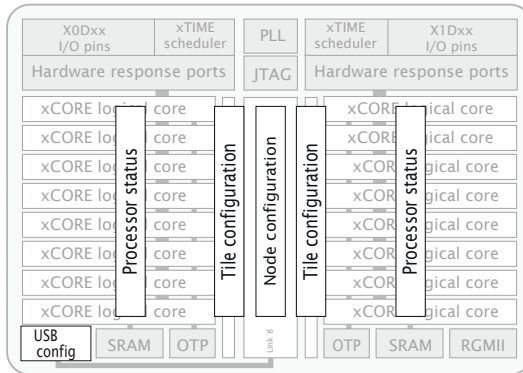 X0Dxx
I/O pins
xTIME
scheduler
PLL
xTIME
scheduler
X1Dxx
I/O pins
Hardware response ports
JTAG
Hardware response ports
xCORE logical core
xCORE logical core
xCORE logical core
xCORE logical core
xCORE logical core
xCORE logical core
xCORE logical core
xCORE logical core
Processor status
Tile configuration
Node configuration
Tile configuration
Processor status
xCORE logical core
xCORE logical core
xCORE logical core
xCORE logical core
xCORE logical core
xCORE logical core
xCORE logical core
xCORE logical core
USB
config
SRAM
OTP
Link 8
OTP
SRAM
RGMII